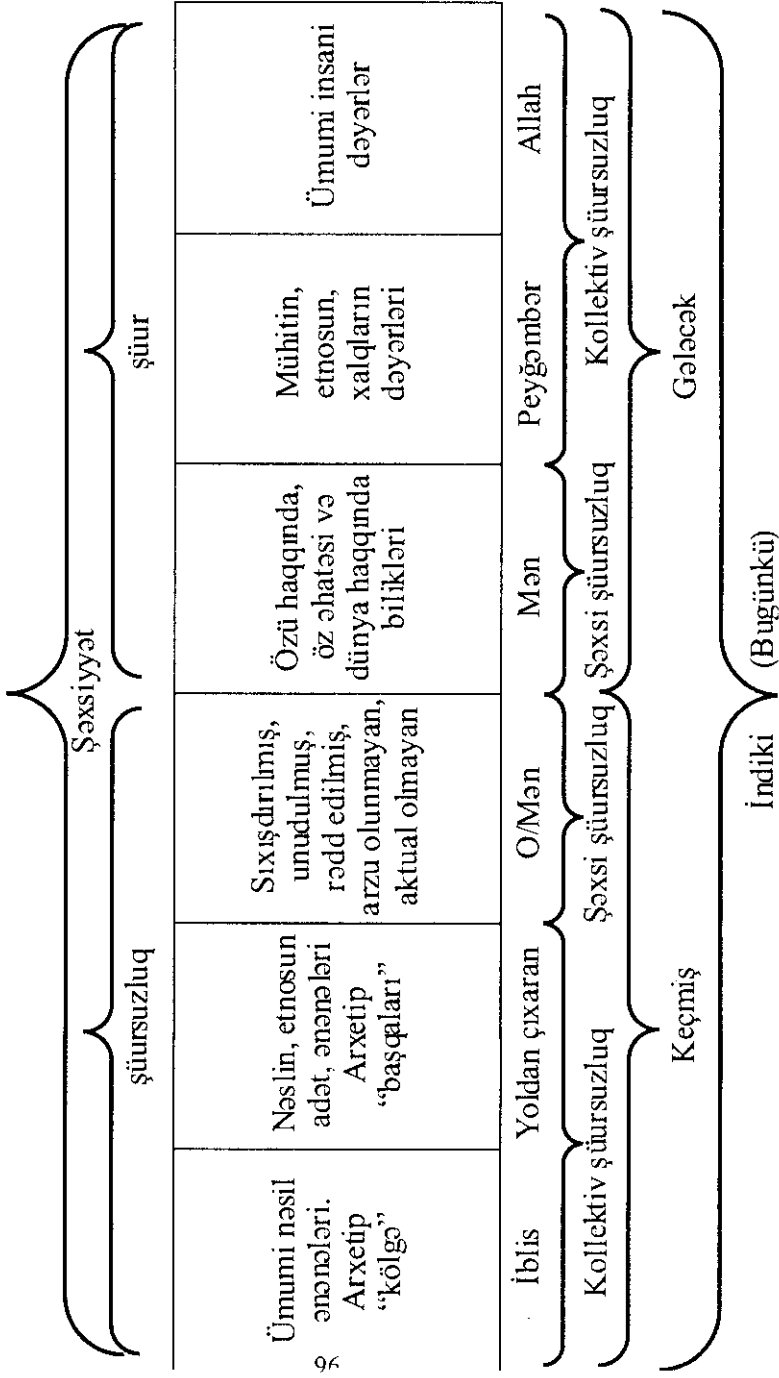 Şəxsiyyət
şüursuzluq
şüur
Ümumi nəsil
ənənələri.
Arxetip
“kölgə”
Nəslin, etnosun
adət, ənənələri
Arxetip
“başqaları”
Sıxışdırılmış,
unudulmuş,
rədd edilmiş,
arzu olunmayan,
aktual olmayan
Özü haqqında,
öz əhatəsi və
dünya haqqında
bilikləri
Mühitin,
etnosun,
xalqların
dəyərləri
Ümumi insani
dəyərlər
İblis
Yoldan çıxaran
O/Mən
Mən
Peyğəmbər
Allah
Kollektiv şüursuzluq
Şəxsi şüursuzluq
Şəxsi şüursuzluq
Kollektiv şüursuzluq
Keçmiş
Gələcək
İndiki (Bugünkü)
96